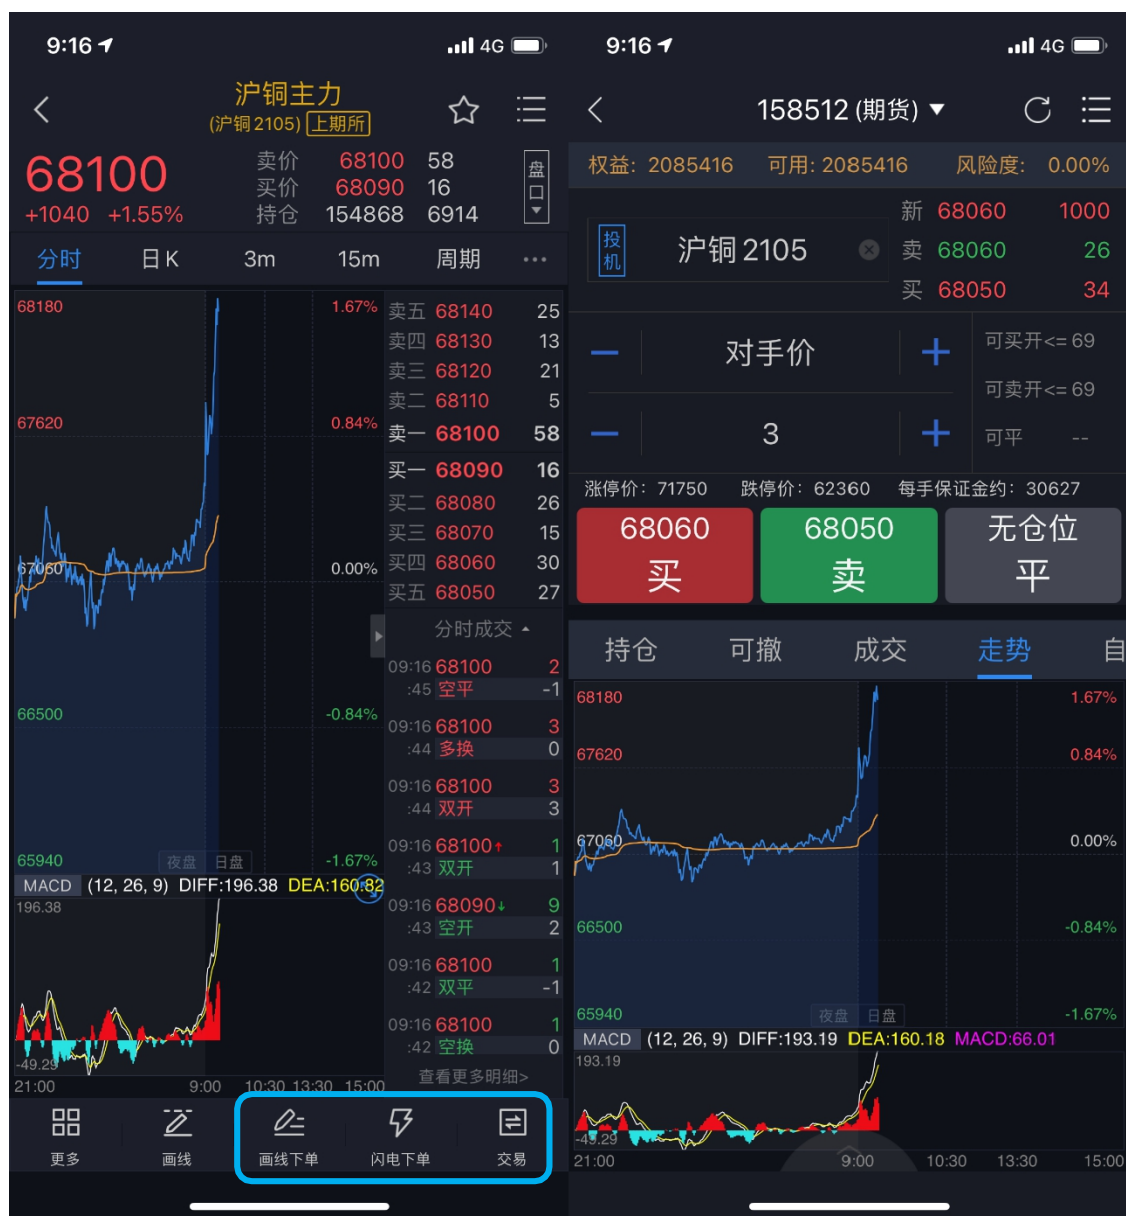 9:16
4G
沪铜主力
(沪铜2105) 上期所
68100
+1040 +1.55%
卖价 68100 58
买价 68090 16
持仓 154868 6914
盘口
分时 日K 3m 15m 周期 ...
68180 1.67%
67620 0.84%
67060 0.00%
66500 -0.84%
65940 夜盘 日盘 -1.67%
卖五 68140 25
卖四 68130 13
卖三 68120 21
卖二 68110 5
卖一 68100 58
买一 68090 16
买二 68080 26
买三 68070 15
买四 68060 30
买五 68050 27
分时成交
09:16 68100 2
:45 空平 -1
09:16 68100 3
:44 多换 0
09:16 68100 3
:44 双开 3
09:16 68100↑ 1
:43 双开 1
09:16 68090↓ 9
:43 空开 2
09:16 68100 1
:42 双平 -1
09:16 68100 1
:42 空换 0
查看更多明细>
MACD (12, 26, 9) DIFF:196.38 DEA:160.82
196.38
-49.29
21:00 9:00 10:30 13:30 15:00
更多 画线 画线下单 闪电下单 交易
9:16
4G
158512 (期货) ▼
权益: 2085416 可用: 2085416 风险度: 0.00%
投机 沪铜 2105
新 68060 1000
卖 68060 26
买 68050 34
— 对手价 +
— 3 +
可买开<= 69
可卖开<= 69
可平 --
涨停价: 71750 跌停价: 62360 每手保证金约: 30627
68060 68050 无仓位
买 卖 平
持仓 可撤 成交 走势 自
68180 1.67%
67620 0.84%
67060 0.00%
66500 -0.84%
65940 夜盘 日盘 -1.67%
MACD (12, 26, 9) DIFF:193.19 DEA:160.18 MACD:66.01
193.19
-49.29
21:00 9:00 10:30 13:30 15:00